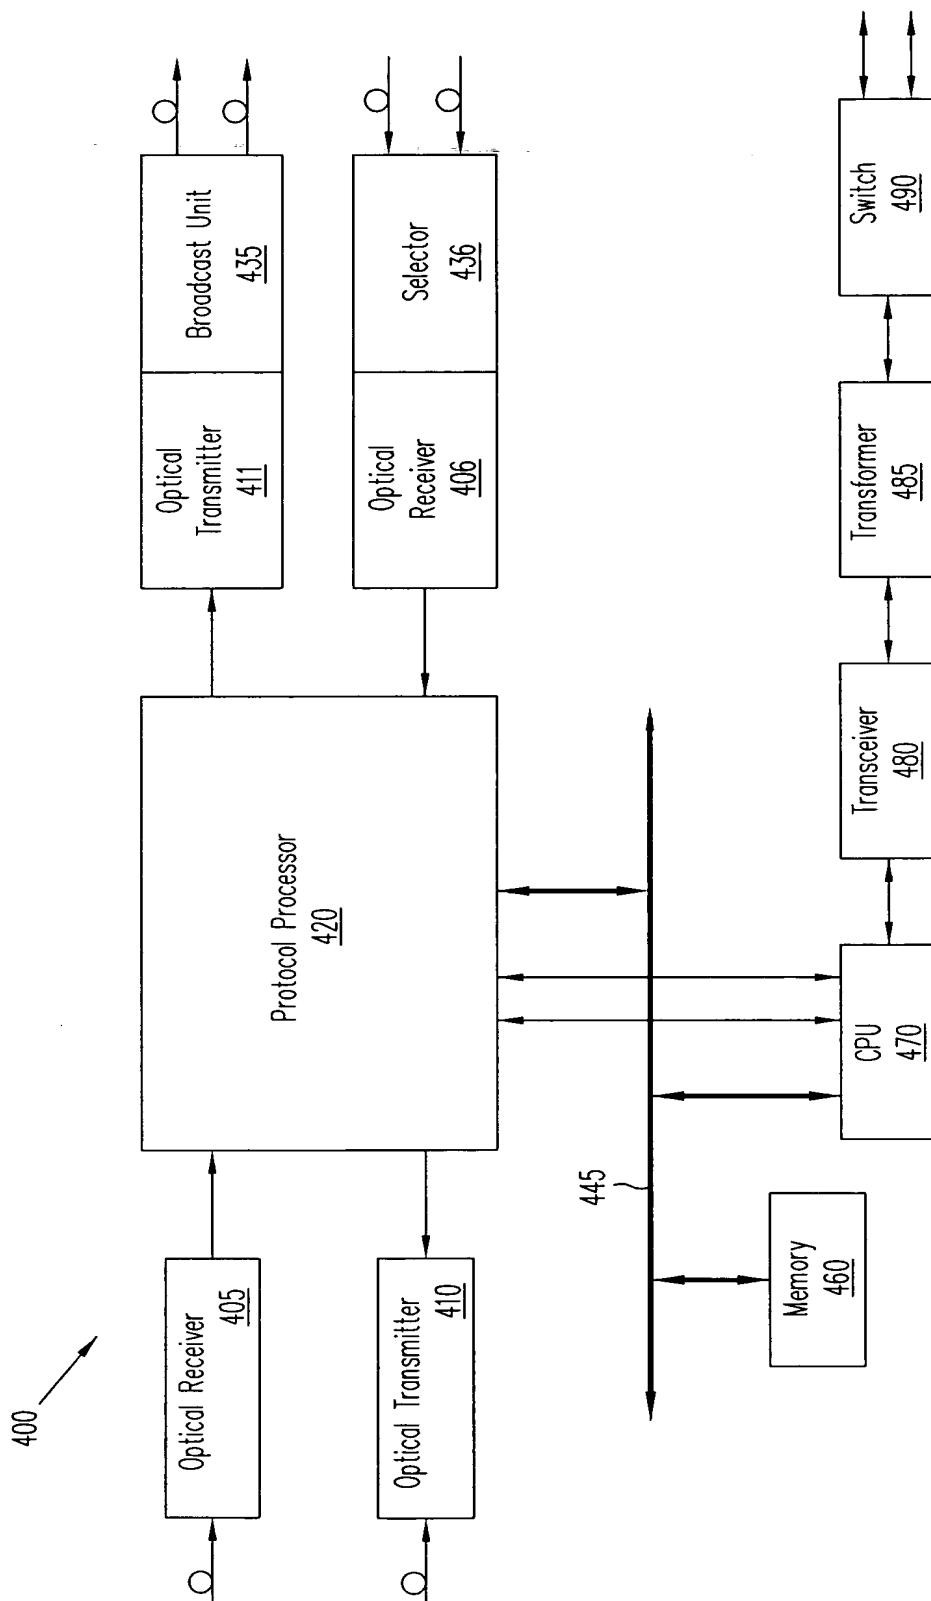 400
Optical Receiver
405
Optical Transmitter
410
Protocol Processor
420
Optical
Transmitter
411
Broadcast Unit
435
Optical
Receiver
406
Selector
436
445
Memory
460
CPU
470
Transceiver
480
Transformer
485
Switch
490